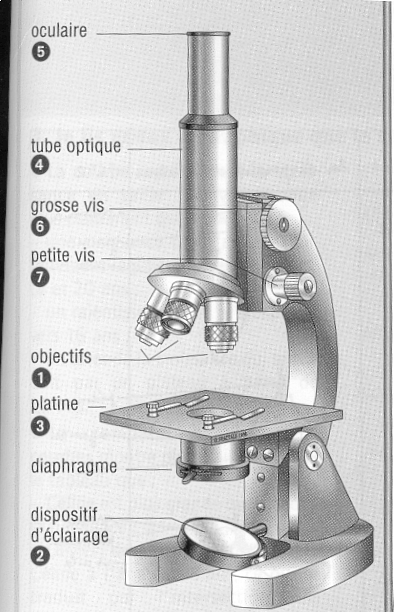 oculaire
5
tube optique
4
grosse vis
6
petite vis
7
objectifs
1
platine
3
diaphragme
dispositif
d'éclairage
2